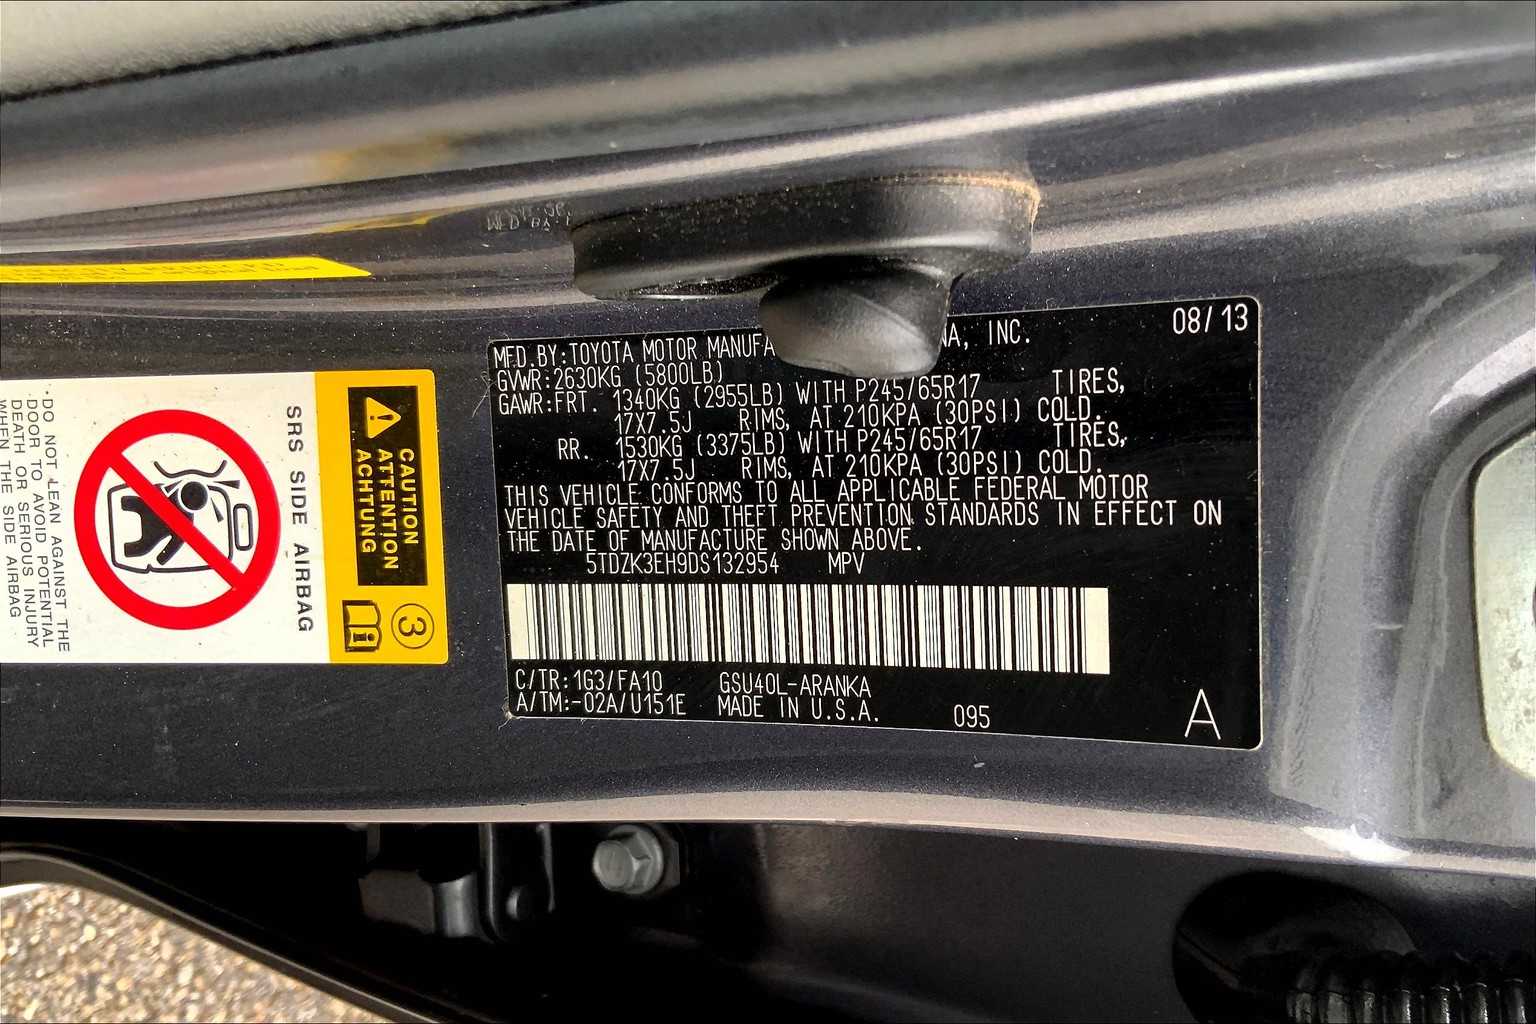 08/13
MFD.BY:TOYOTA MOTOR INC.
GVWR:2630KG (5800LB)
GAWR:FRT. 1340KG (2955LB) WITH P245/65R17 TIRES,
17X7.5J RIMS, AT 210KPA (30PSI) COLD.
RR. 1530KG (3375LB) WITH P245/65R17 TIRES,
17X7.5J RIMS, AT 210KPA (30PSI) COLD.
THIS VEHICLE CONFORMS TO ALL APPLICABLE FEDERAL MOTOR
VEHICLE SAFETY AND THEFT PREVENTION STANDARDS IN EFFECT ON
THE DATE OF MANUFACTURE SHOWN ABOVE.
5TDZK3EH9DS132954 MPV
C/TR:1G3/FA10 GSU40L-ARANKA
A/TM:-02A/U151E MADE IN U.S.A. 095 A
CAUTION
ATTENTION
ACHTUNG
3
SRS SIDE AIRBAG
·DO NOT LEAN AGAINST THE
DOOR TO AVOID POTENTIAL
DEATH OR SERIOUS INJURY
WHEN THE SIDE AIRBAG